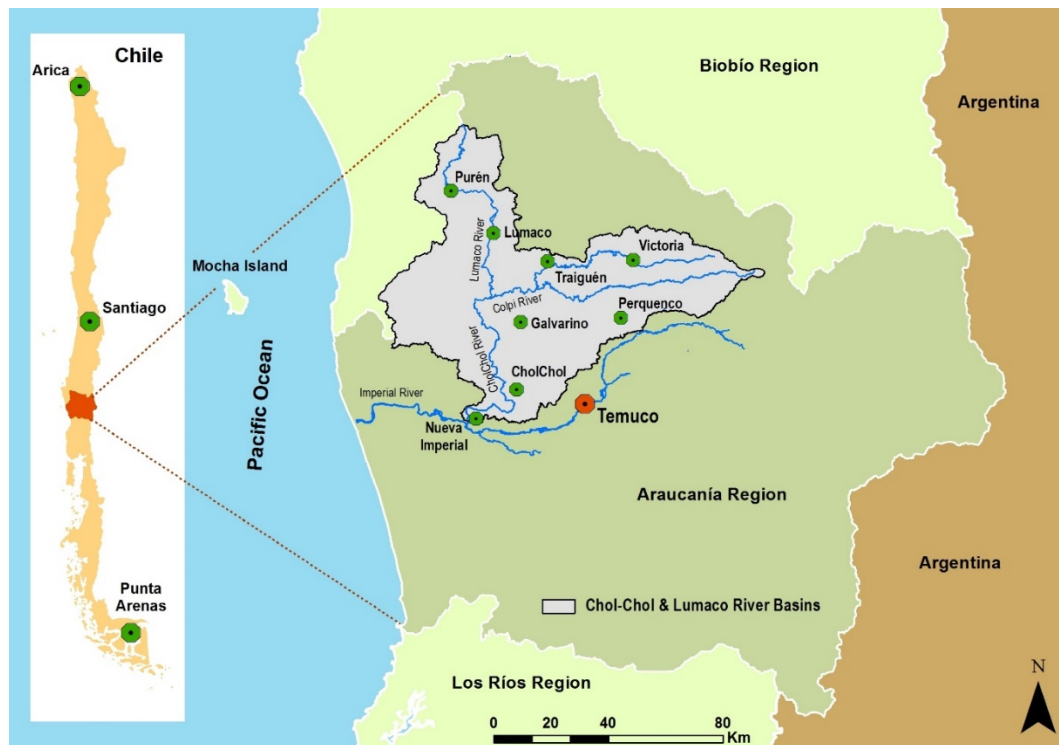 Chile
Arica
Santiago
Punta
Arenas
Mocha Island
Pacific Ocean
Biobío Region
Argentina
Purén
Lumaco
Lumaco River
Victoria
Traiguén
Colpi River
Perquenco
Galvarino
CholChol River
CholChol
Imperial River
Temuco
Nueva
Imperial
Araucanía Region
Argentina
Chol-Chol & Lumaco River Basins
Los Ríos Region
N
0 20 40 80
Km